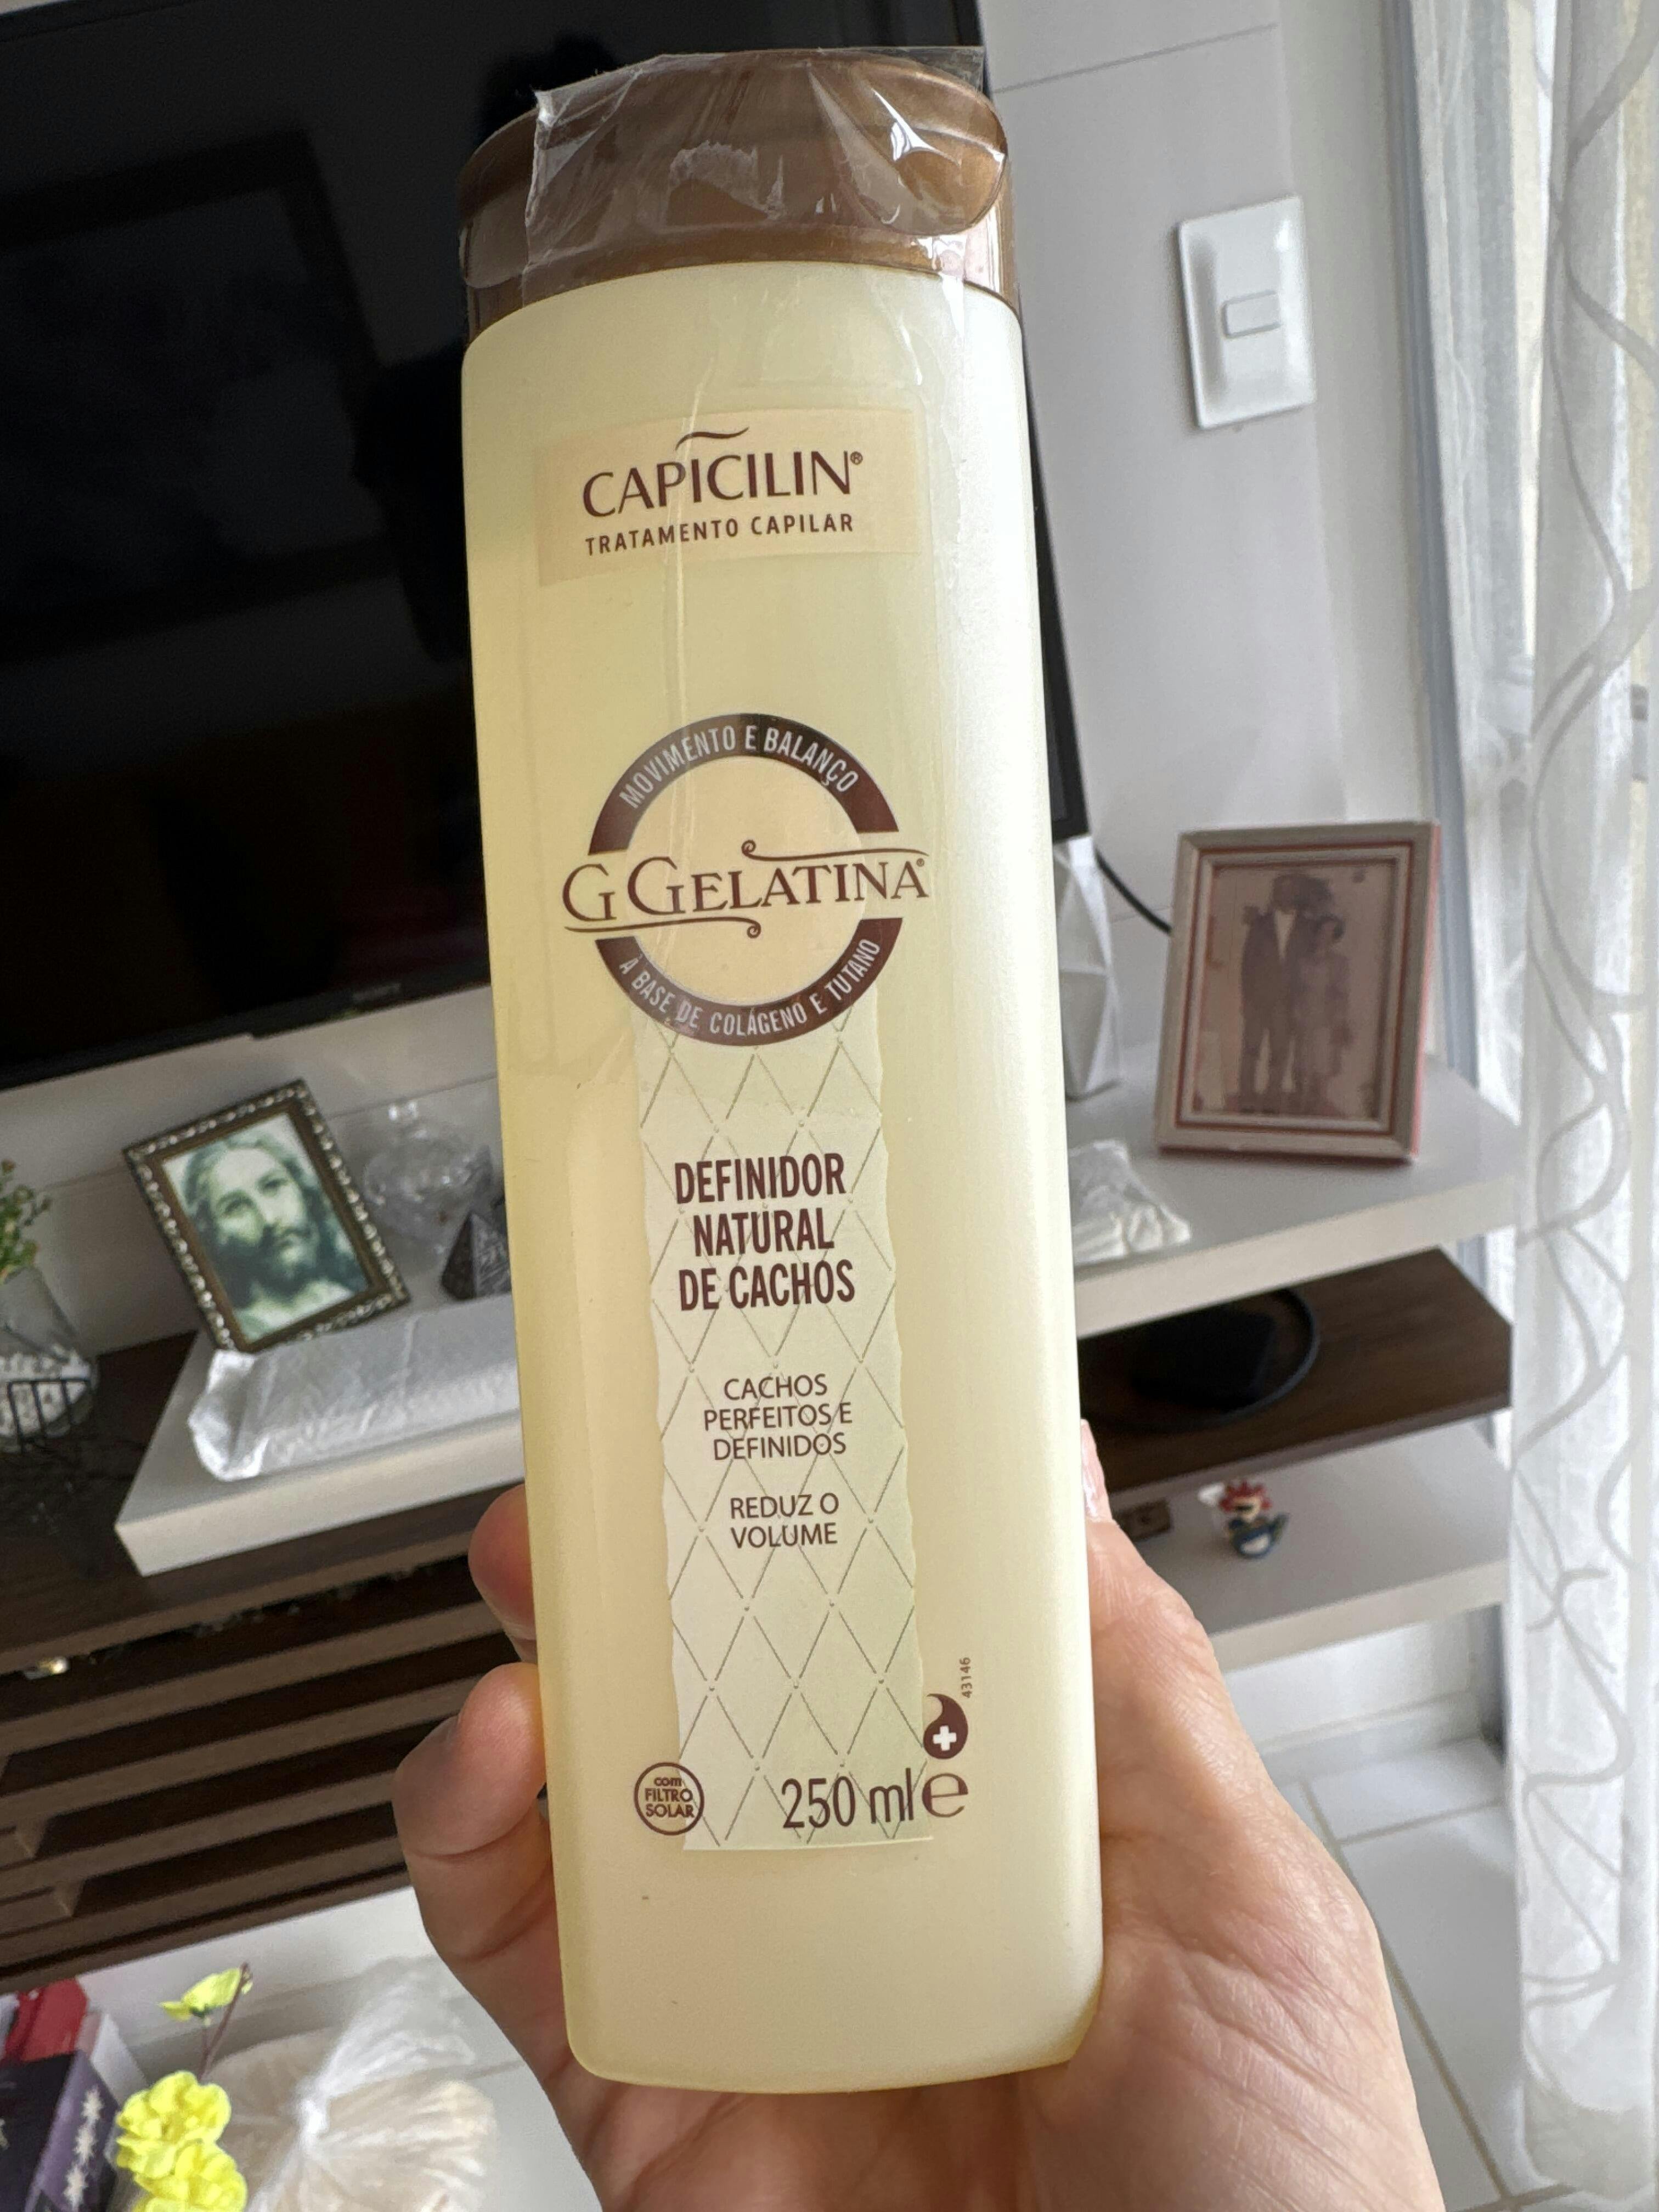 CAPICILIN®
TRATAMENTO CAPILAR
MOVIMENTO E BALANÇO
G GELATINA®
À BASE DE COLÁGENO E TUTANO
DEFINIDOR
NATURAL
DE CACHOS
CACHOS
PERFEITOS E
DEFINIDOS
REDUZ O
VOLUME
43146
com
FILTRO
SOLAR
250 ml e